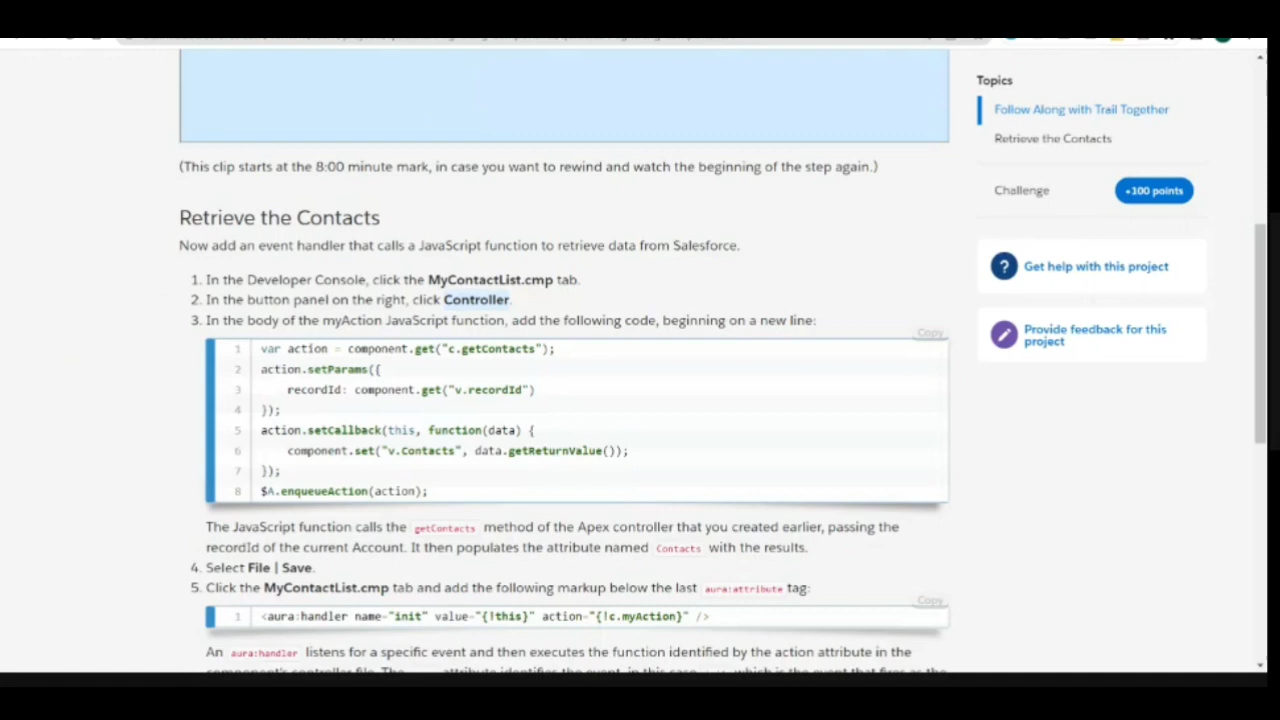 (This clip starts at the 8:00 minute mark, in case you want to rewind and watch the beginning of the step again.)
Retrieve the Contacts
Now add an event handler that calls a JavaScript function to retrieve data from Salesforce.
1. In the Developer Console, click the MyContactList.cmp tab.
2. In the button panel on the right, click Controller.
3. In the body of the myAction JavaScript function, add the following code, beginning on a new line:
Copy
1 var action = component.get("c.getContacts");
2 action.setParams({
3 recordId: component.get("v.recordId")
4 });
5 action.setCallback(this, function(data) {
6 component.set("v.Contacts", data.getReturnValue());
7 });
8 $A.enqueueAction(action);
The JavaScript function calls the getContacts method of the Apex controller that you created earlier, passing the
recordId of the current Account. It then populates the attribute named Contacts with the results.
4. Select File | Save.
5. Click the MyContactList.cmp tab and add the following markup below the last aura:attribute tag:
Copy
1 <aura:handler name="init" value="{!this}" action="{!c.myAction}" />
An aura:handler listens for a specific event and then executes the function identified by the action attribute in the
Topics
Follow Along with Trail Together
Retrieve the Contacts
Challenge +100 points
? Get help with this project
Provide feedback for this
project